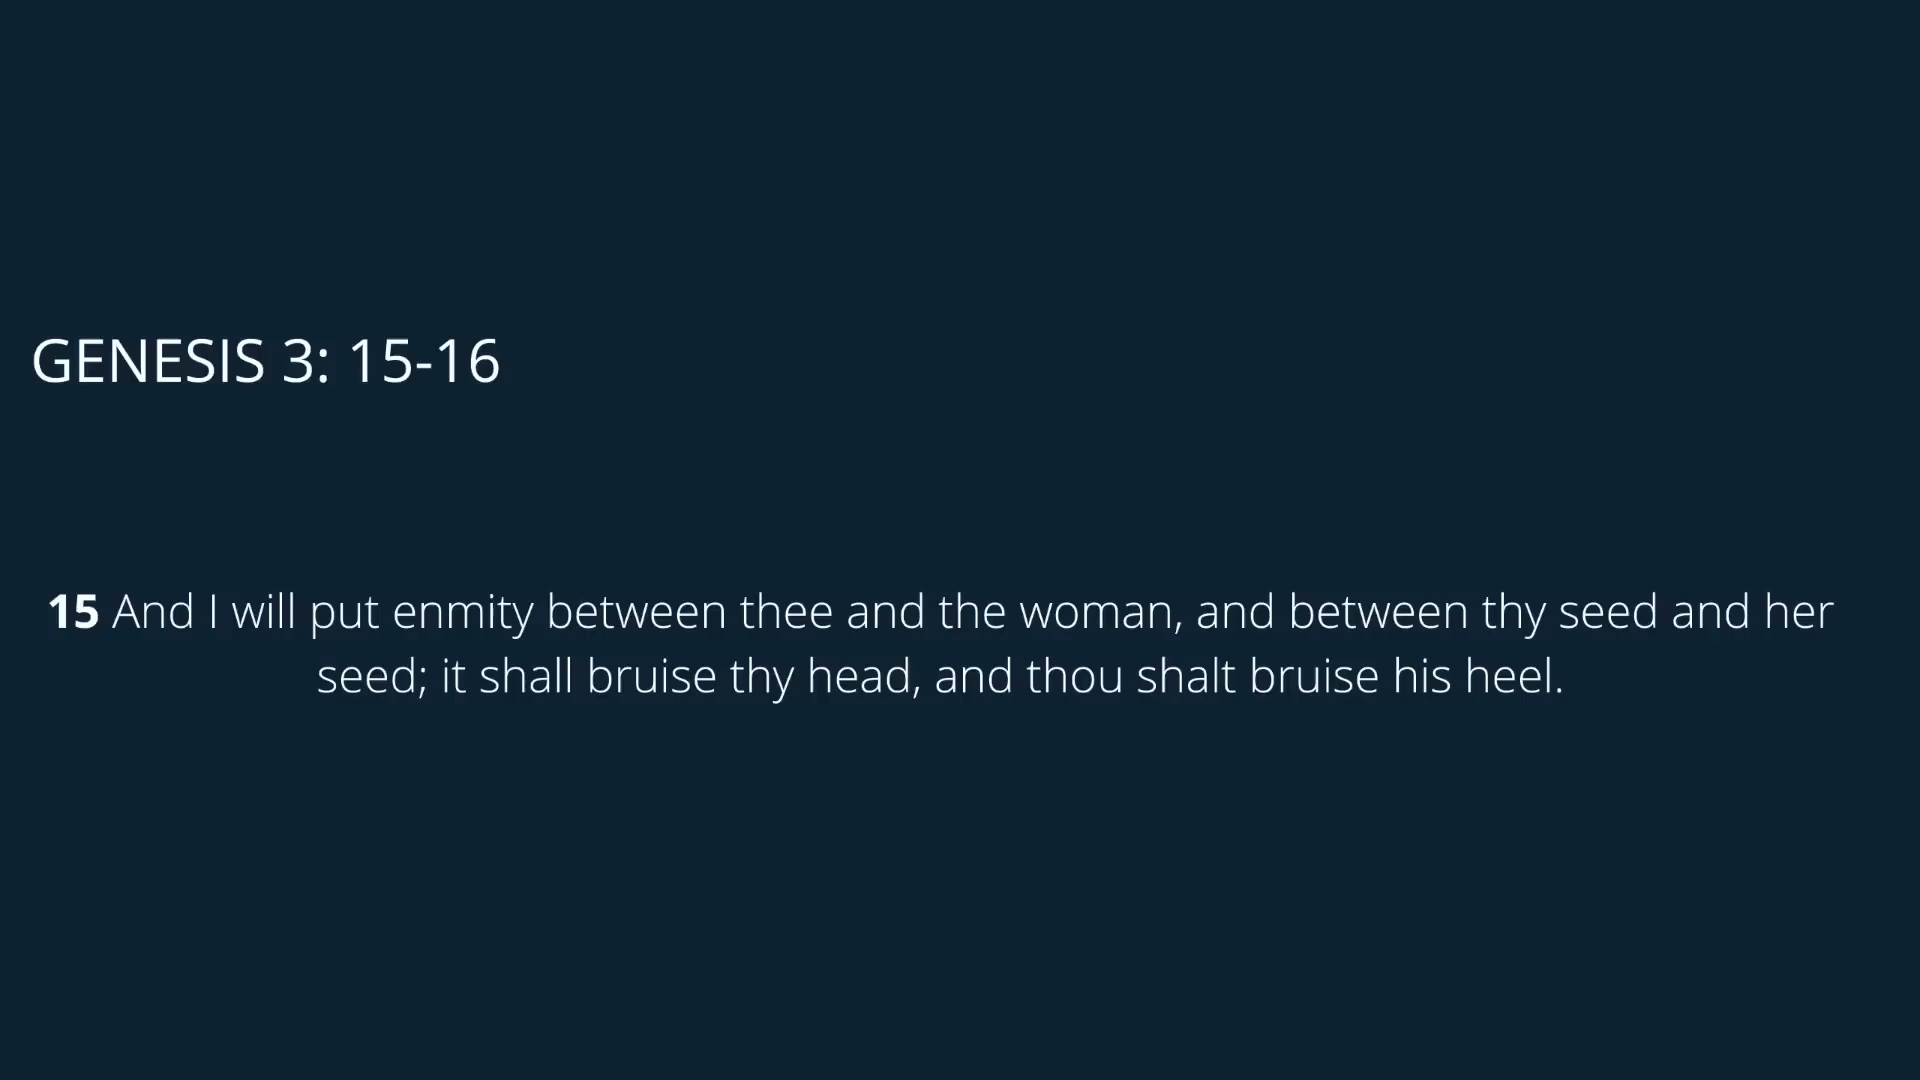 GENESIS 3: 15-16
15 And I will put enmity between thee and the woman, and between thy seed and her
seed; it shall bruise thy head, and thou shalt bruise his heel.